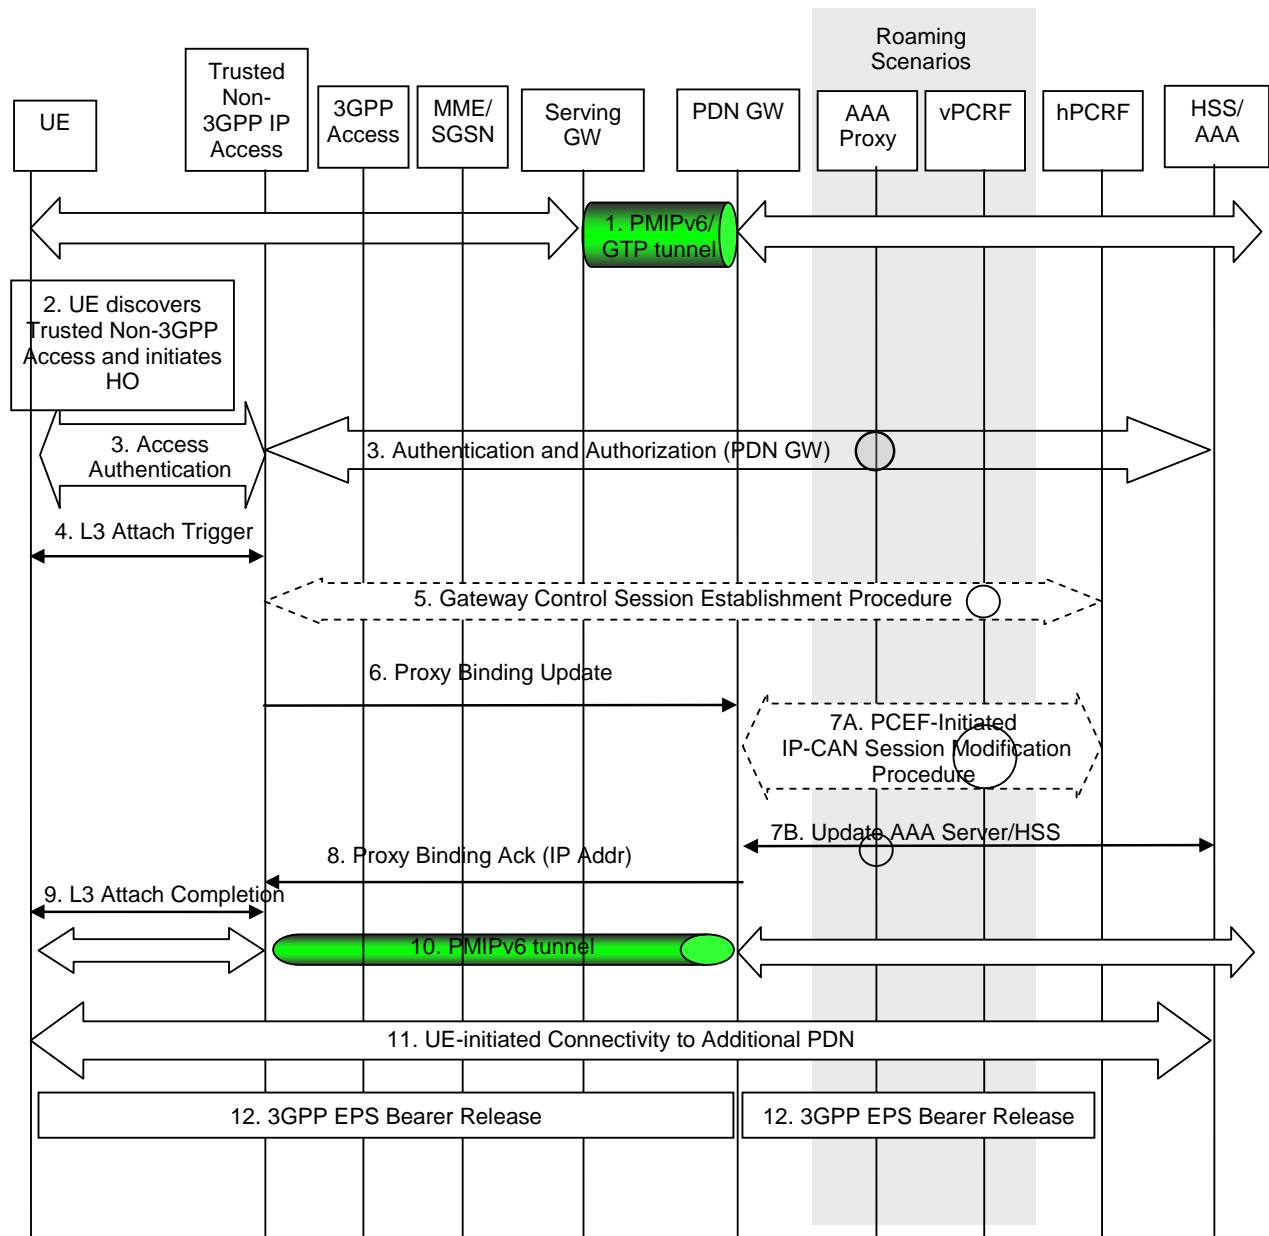 Roaming
Scenarios
UE
Trusted
Non-
3GPP IP
Access
3GPP
Access
MME/
SGSN
Serving
GW
PDN GW
AAA
Proxy
vPCRF
hPCRF
HSS/
AAA
1. PMIPv6/
GTP tunnel
2. UE discovers
Trusted Non-3GPP
Access and initiates
HO
3. Access
Authentication
3. Authentication and Authorization (PDN GW)
4. L3 Attach Trigger
5. Gateway Control Session Establishment Procedure
6. Proxy Binding Update
7A. PCEF-Initiated
IP-CAN Session Modification
Procedure
7B. Update AAA Server/HSS
8. Proxy Binding Ack (IP Addr)
9. L3 Attach Completion
10. PMIPv6 tunnel
11. UE-initiated Connectivity to Additional PDN
12. 3GPP EPS Bearer Release
12. 3GPP EPS Bearer Release